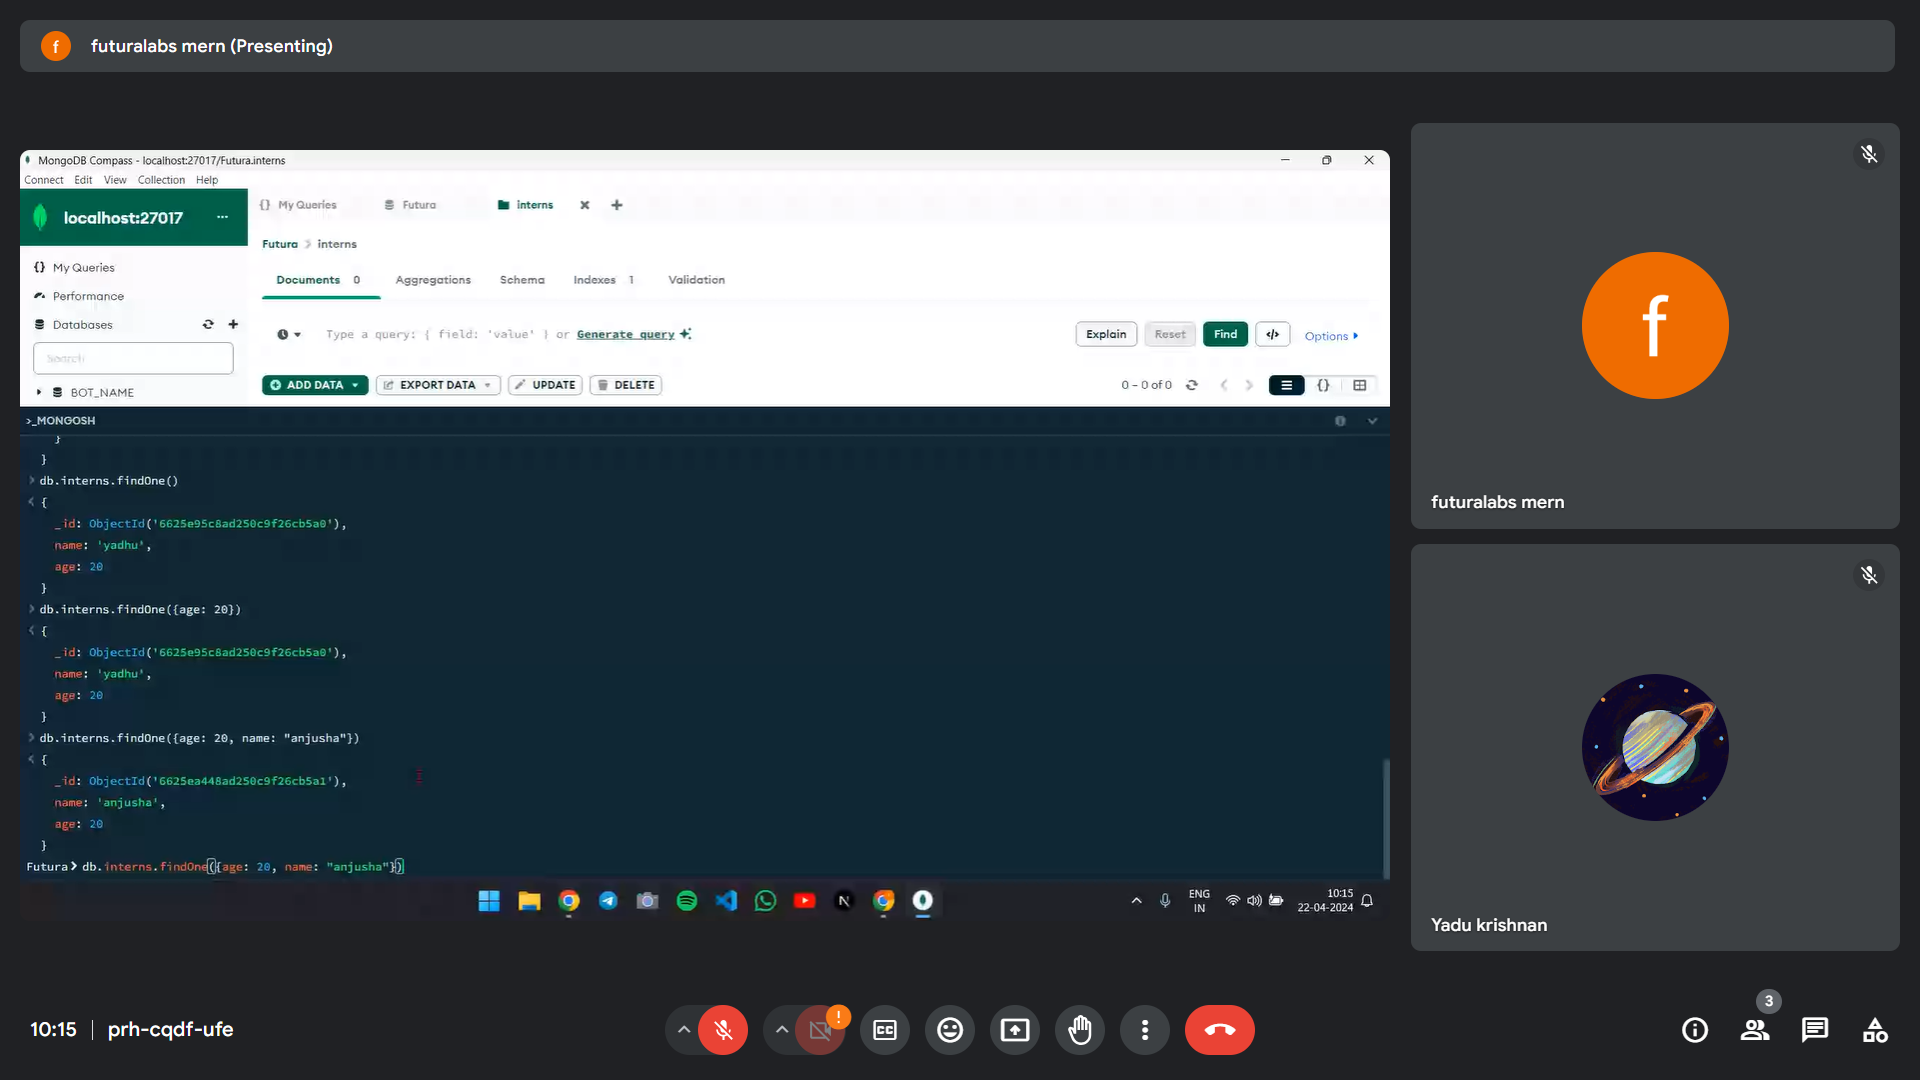 f futuralabs mern (Presenting)
MongoDB Compass - localhost:27017/Futura.interns
Connect Edit View Collection Help
localhost:27017 ...
{} My Queries Futura interns
My Queries
Performance
Databases
Search
BOT_NAME
Futura > interns
Documents 0 Aggregations Schema Indexes 1 Validation
Type a query: { field: 'value' } or Generate query
Explain Reset Find </> Options
ADD DATA EXPORT DATA UPDATE DELETE
0 – 0 of 0 {}
>_MONGOSH
}
}
> db.interns.findOne()
< {
_id: ObjectId('6625e95c8ad250c9f26cb5a0'),
name: 'yadhu',
age: 20
}
> db.interns.findOne({age: 20})
< {
_id: ObjectId('6625e95c8ad250c9f26cb5a0'),
name: 'yadhu',
age: 20
}
> db.interns.findOne({age: 20, name: "anjusha"})
< {
_id: ObjectId('6625ea448ad250c9f26cb5a1'),
name: 'anjusha',
age: 20
}
Futura> db.interns.findOne({age: 20, name: "anjusha"})
N
ENG
IN
10:15
22-04-2024
f
futuralabs mern
Yadu krishnan
10:15 | prh-cqdf-ufe
!
CC
3